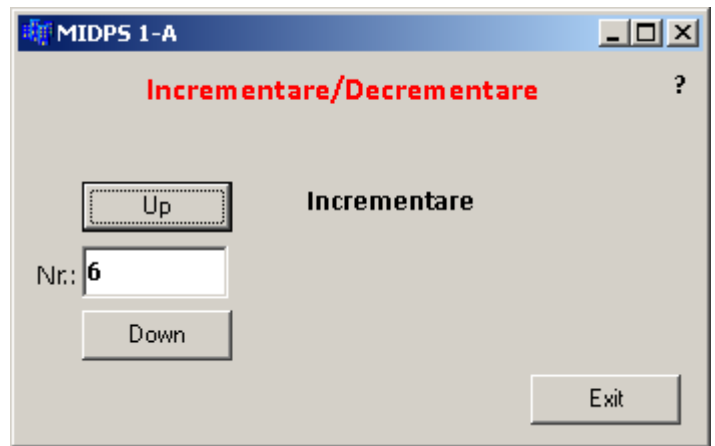 MIDPS 1-A
Incrementare/Decrementare
?
Up
Incrementare
Nr.: 6
Down
Exit